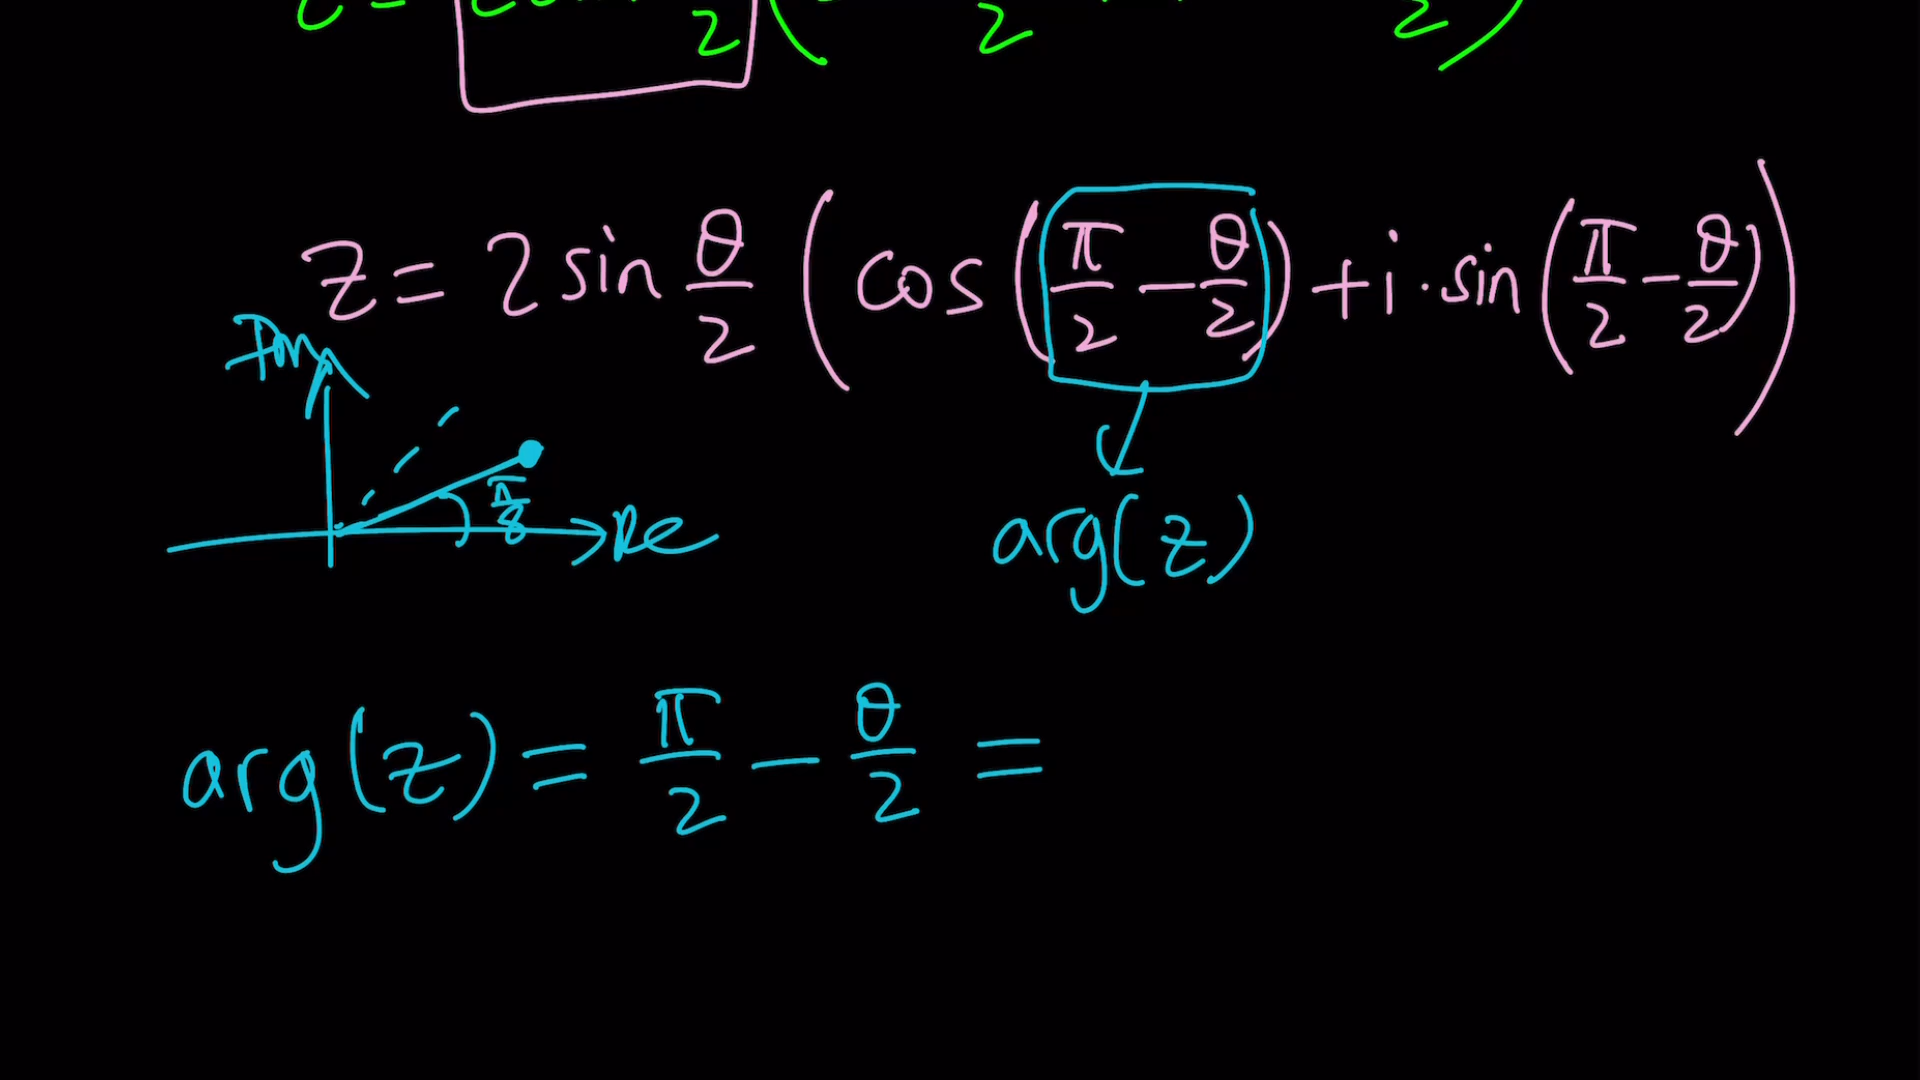 z = 2 sin θ/2 ( cos ( π/2 − θ/2 ) + i · sin ( π/2 − θ/2 ) )
Im
π/8
Re
arg(z)
arg(z) = π/2 − θ/2 =